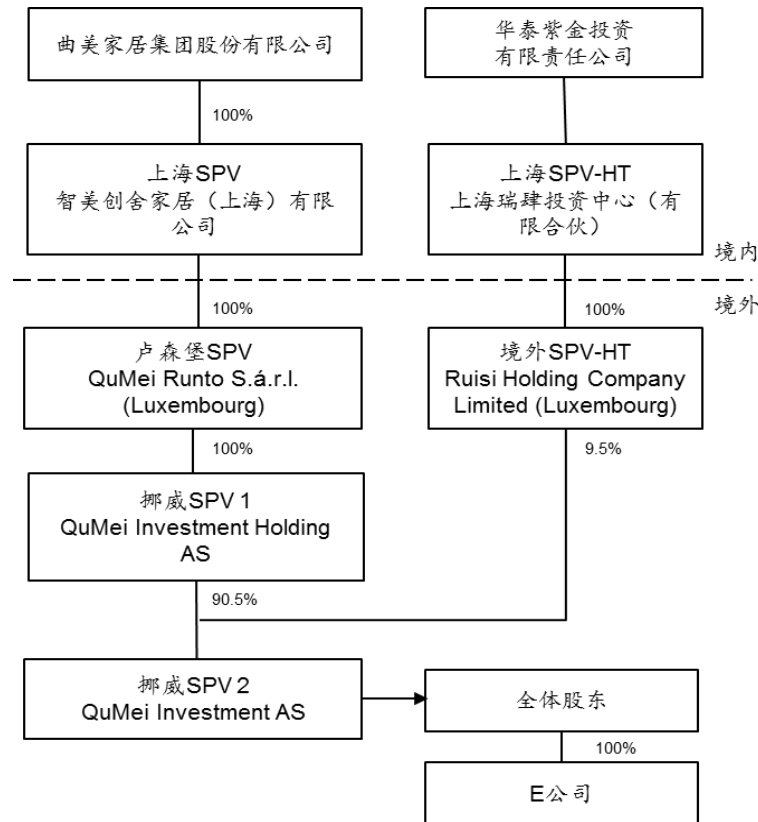 曲美家居集团股份有限公司
华泰紫金投资
有限责任公司
100%
上海SPV
智美创舍家居（上海）有限
公司
上海SPV-HT
上海瑞肆投资中心（有
限合伙）
境内
境外
100%
100%
卢森堡SPV
QuMei Runto S.á.r.l.
(Luxembourg)
境外SPV-HT
Ruisi Holding Company
Limited (Luxembourg)
100%
9.5%
挪威SPV 1
QuMei Investment Holding
AS
90.5%
挪威SPV 2
QuMei Investment AS
全体股东
100%
E公司